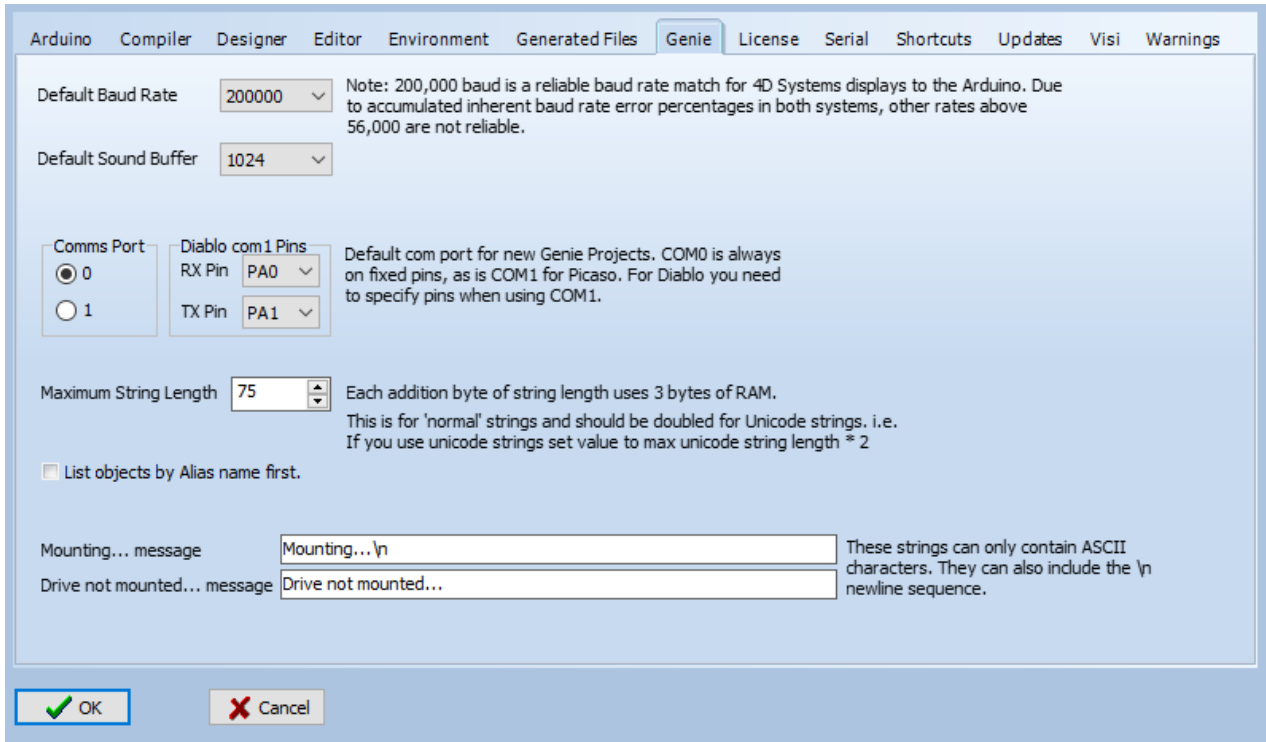 Arduino Compiler Designer Editor Environment Generated Files Genie License Serial Shortcuts Updates Visi Warnings
Default Baud Rate 200000 Note: 200,000 baud is a reliable baud rate match for 4D Systems displays to the Arduino. Due
to accumulated inherent baud rate error percentages in both systems, other rates above
56,000 are not reliable.
Default Sound Buffer 1024
Comms Port
0
1
Diablo com1 Pins
RX Pin PA0
TX Pin PA1
Default com port for new Genie Projects. COM0 is always
on fixed pins, as is COM1 for Picaso. For Diablo you need
to specify pins when using COM1.
Maximum String Length 75 Each addition byte of string length uses 3 bytes of RAM.
This is for 'normal' strings and should be doubled for Unicode strings. i.e.
If you use unicode strings set value to max unicode string length * 2
List objects by Alias name first.
Mounting... message Mounting...\n
Drive not mounted... message Drive not mounted...
These strings can only contain ASCII
characters. They can also include the \n
newline sequence.
OK Cancel